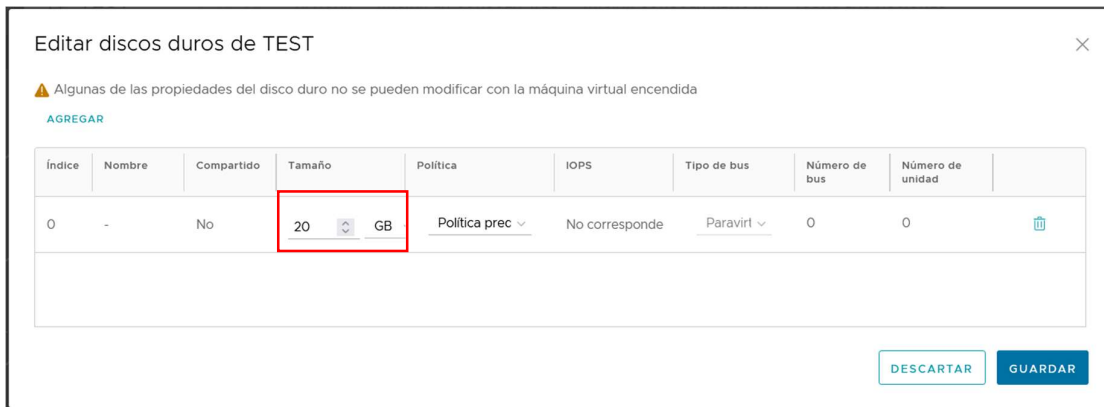 Editar discos duros de TEST
Algunas de las propiedades del disco duro no se pueden modificar con la máquina virtual encendida
AGREGAR
Índice Nombre Compartido Tamaño Política IOPS Tipo de bus Número de bus Número de unidad
0 - No 20 GB Política prec No corresponde Paravirt 0 0
DESCARTAR GUARDAR